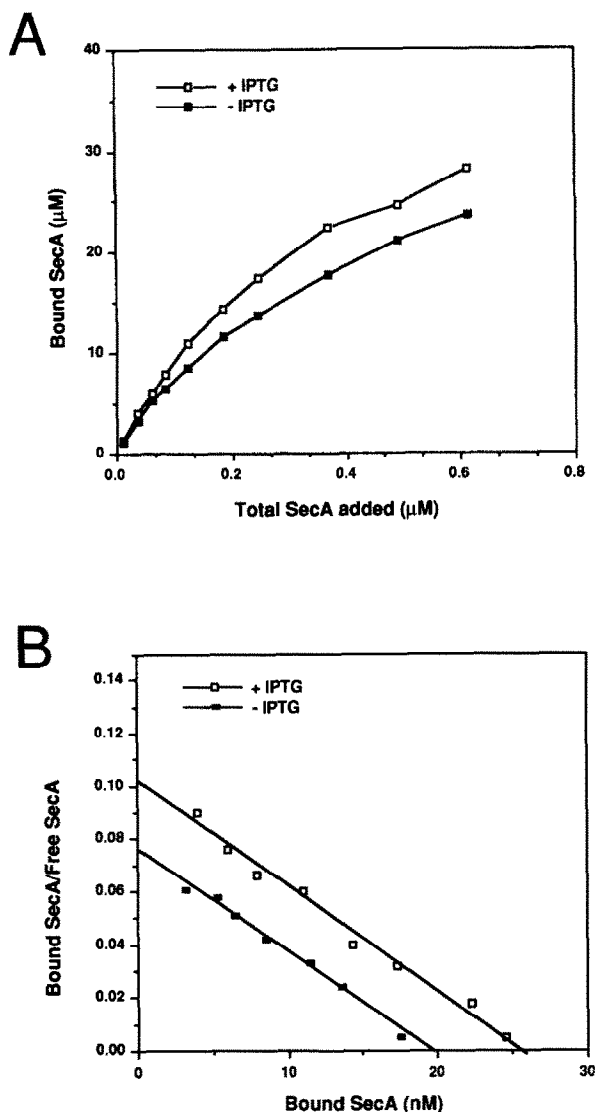 A
40
30
20
10
0
Bound SecA (μM)
+ IPTG
- IPTG
0.0 0.2 0.4 0.6 0.8
Total SecA added (μM)
B
0.14
0.12
0.10
0.08
0.06
0.04
0.02
0.00
Bound SecA/Free SecA
+ IPTG
- IPTG
0 10 20 30
Bound SecA (nM)